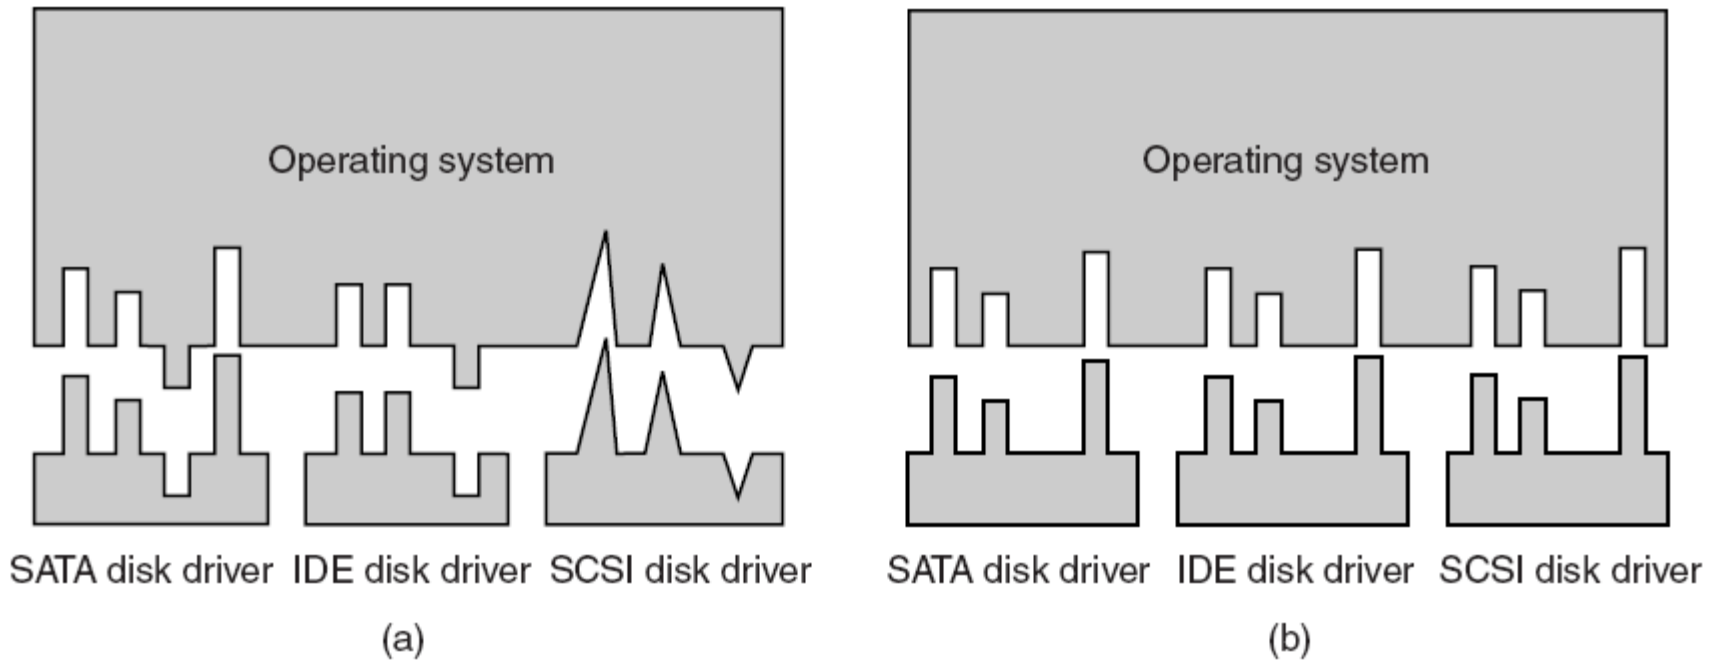 Operating system
SATA disk driver
IDE disk driver
SCSI disk driver
(a)
Operating system
SATA disk driver
IDE disk driver
SCSI disk driver
(b)